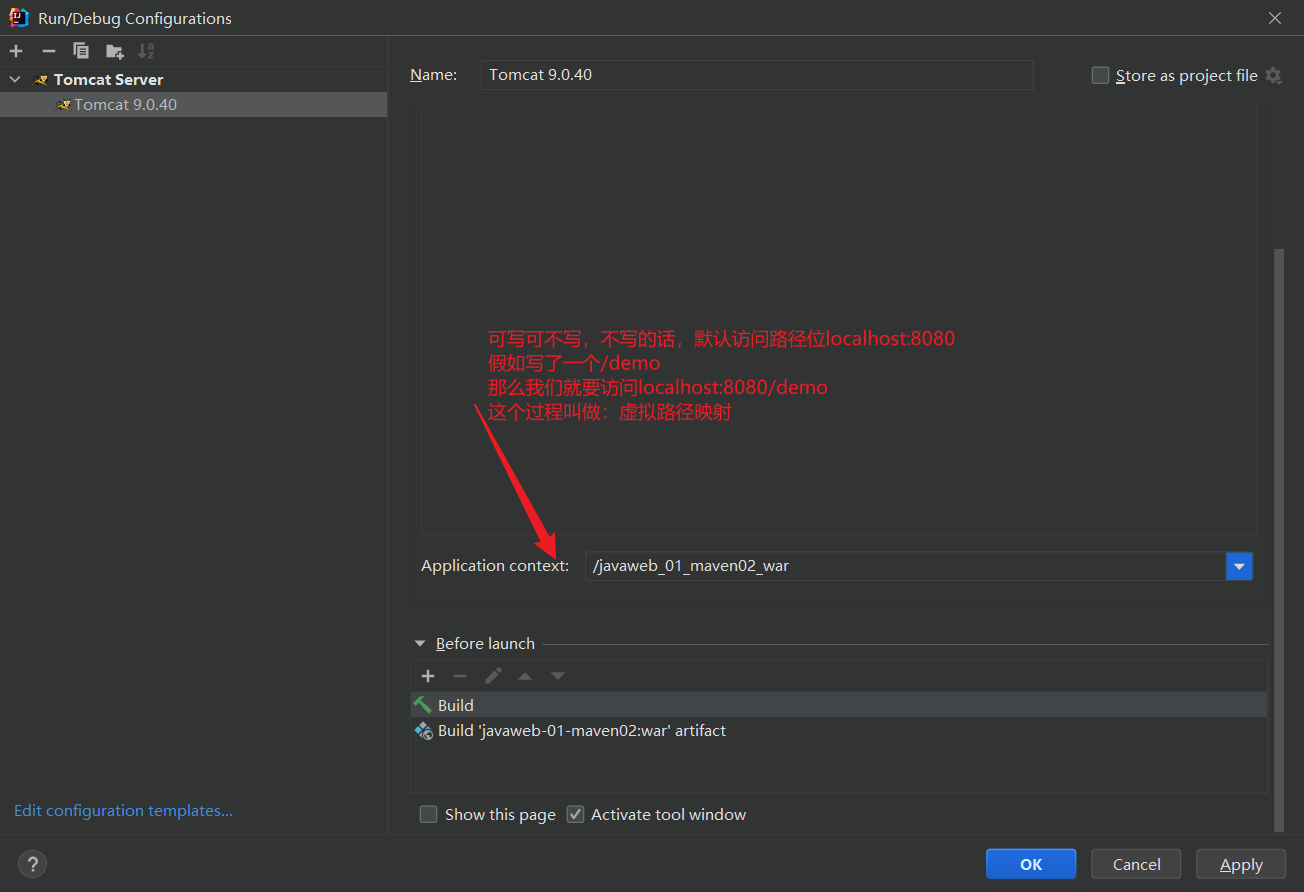 Run/Debug Configurations
Tomcat Server
Tomcat 9.0.40
Name:
Tomcat 9.0.40
Store as project file
可写可不写，不写的话，默认访问路径位localhost:8080
假如写了一个/demo
那么我们就要访问localhost:8080/demo
这个过程叫做：虚拟路径映射
Application context:
/javaweb_01_maven02_war
Before launch
Build
Build 'javaweb-01-maven02:war' artifact
Show this page
Activate tool window
Edit configuration templates...
?
OK
Cancel
Apply